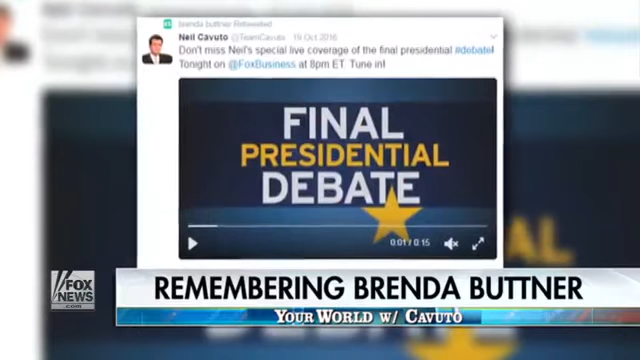 brenda buttner Retweeted
Neil Cavuto @TeamCavuto 19 Oct 2016
Don't miss Neil's special live coverage of the final presidential #debate!
Tonight on @FoxBusiness at 8pm ET. Tune in!
FINAL
PRESIDENTIAL
DEBATE
0:01 / 0:15
FOX
NEWS
.com
REMEMBERING BRENDA BUTTNER
YOUR WORLD W/ CAVUTO